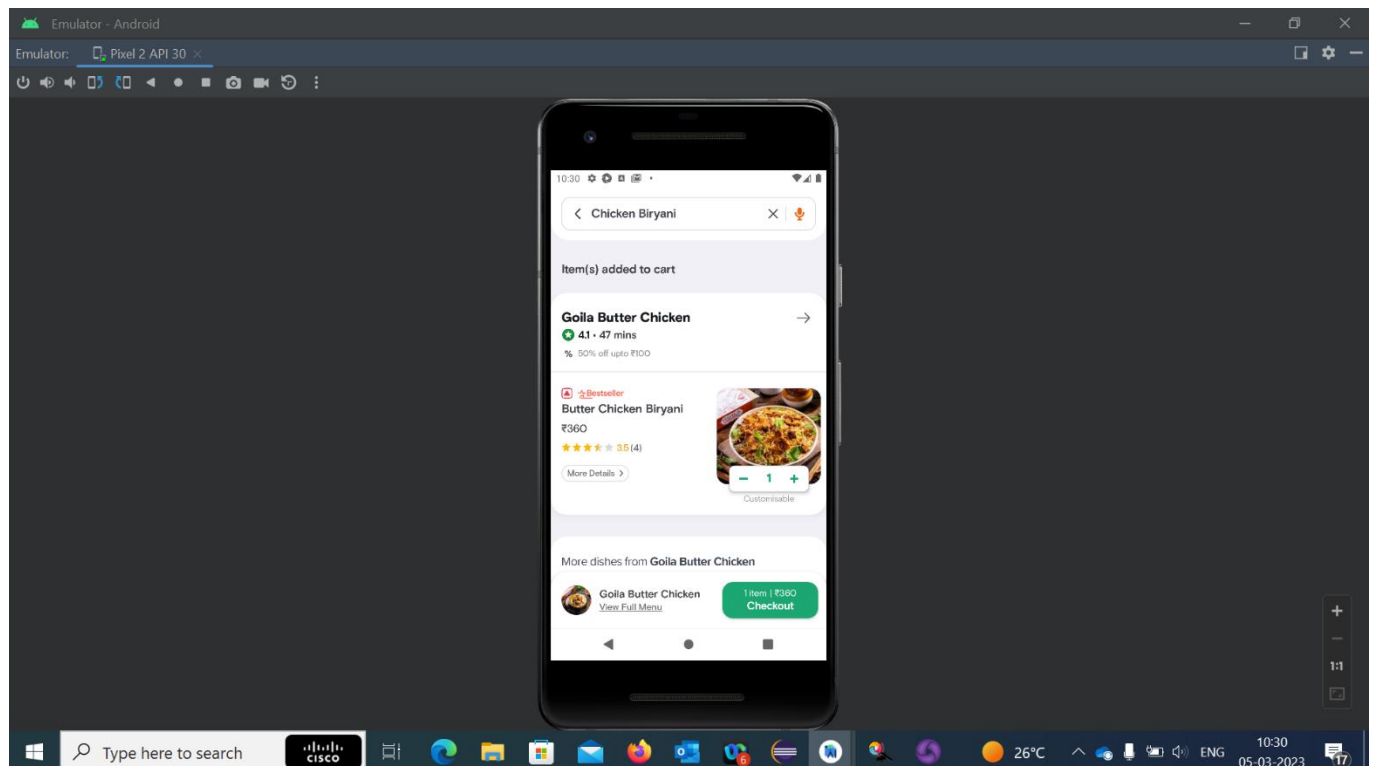 Emulator - Android
Emulator: Pixel 2 API 30
10:30
Chicken Biryani
Item(s) added to cart
Goila Butter Chicken
4.1 • 47 mins
% 50% off upto ₹100
Bestseller
Butter Chicken Biryani
₹360
3.5 (4)
More Details >
− 1 +
Customisable
More dishes from Goila Butter Chicken
Goila Butter Chicken
View Full Menu
1 item | ₹360
Checkout
1:1
Type here to search
CISCO
6
26°C
ENG
10:30
05-03-2023
17